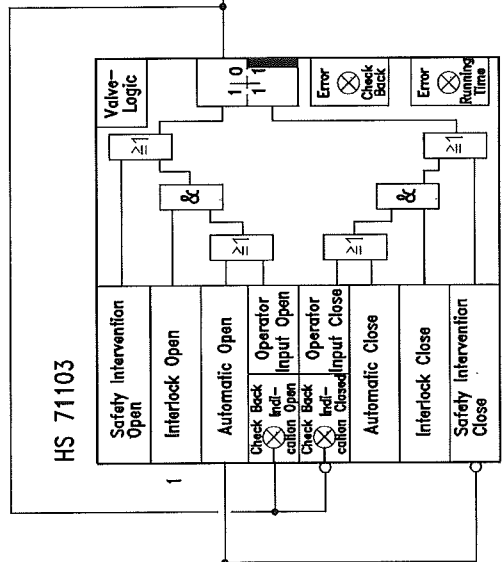 HS 71103
1
Safety Intervention
Open
Interlock Open
Automatic Open
Check Back
Indi-
cation Open
Operator
Input Open
Check Back
Indi-
cation Closed
Operator
Input Close
Automatic Close
Interlock Close
Safety Intervention
Close
≥1
&
≥1
≥1
&
≥1
Valve-
Logic
1 0
1 1
Error
Check
Back
Error
Running
Time